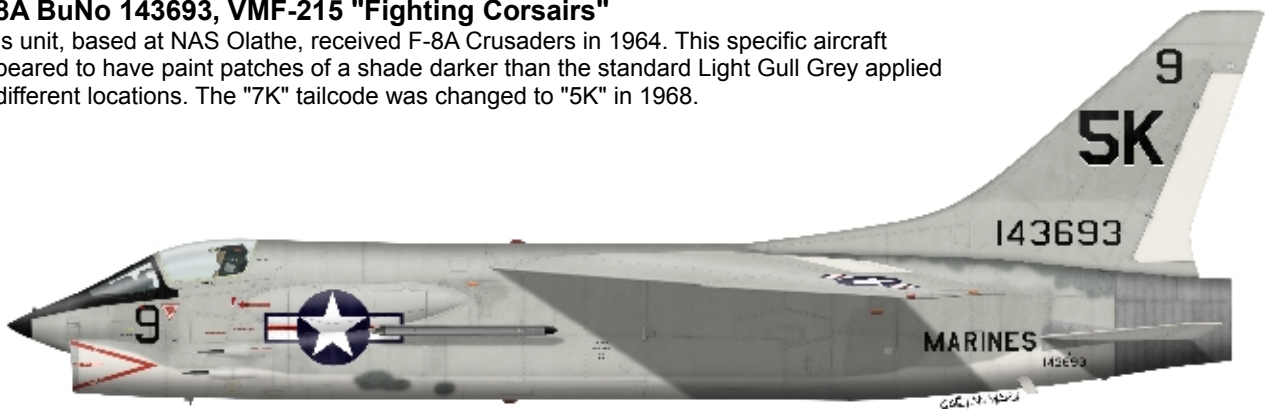 8A BuNo 143693, VMF-215 "Fighting Corsairs"
s unit, based at NAS Olathe, received F-8A Crusaders in 1964. This specific aircraft
peared to have paint patches of a shade darker than the standard Light Gull Grey applied
different locations. The "7K" tailcode was changed to "5K" in 1968.
9
5K
143693
9
MARINES
143693